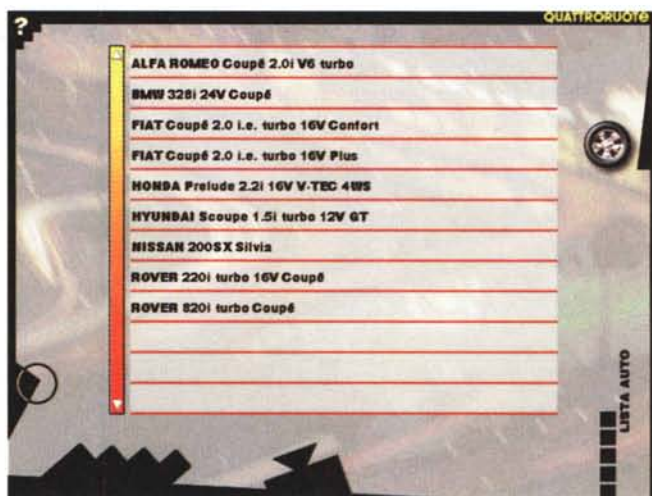 ?
QUATTRORUOTe
ALFA ROMEO Coupé 2.0i V6 turbo
BMW 328i 24V Coupé
FIAT Coupé 2.0 i.e. turbo 16V Confort
FIAT Coupé 2.0 i.e. turbo 16V Plus
HONDA Prelude 2.2i 16V V-TEC 4WS
HYUNDAI Scoupe 1.5i turbo 12V GT
NISSAN 200SX Silvia
ROVER 220i turbo 16V Coupé
ROVER 820i turbo Coupé
LISTA AUTO